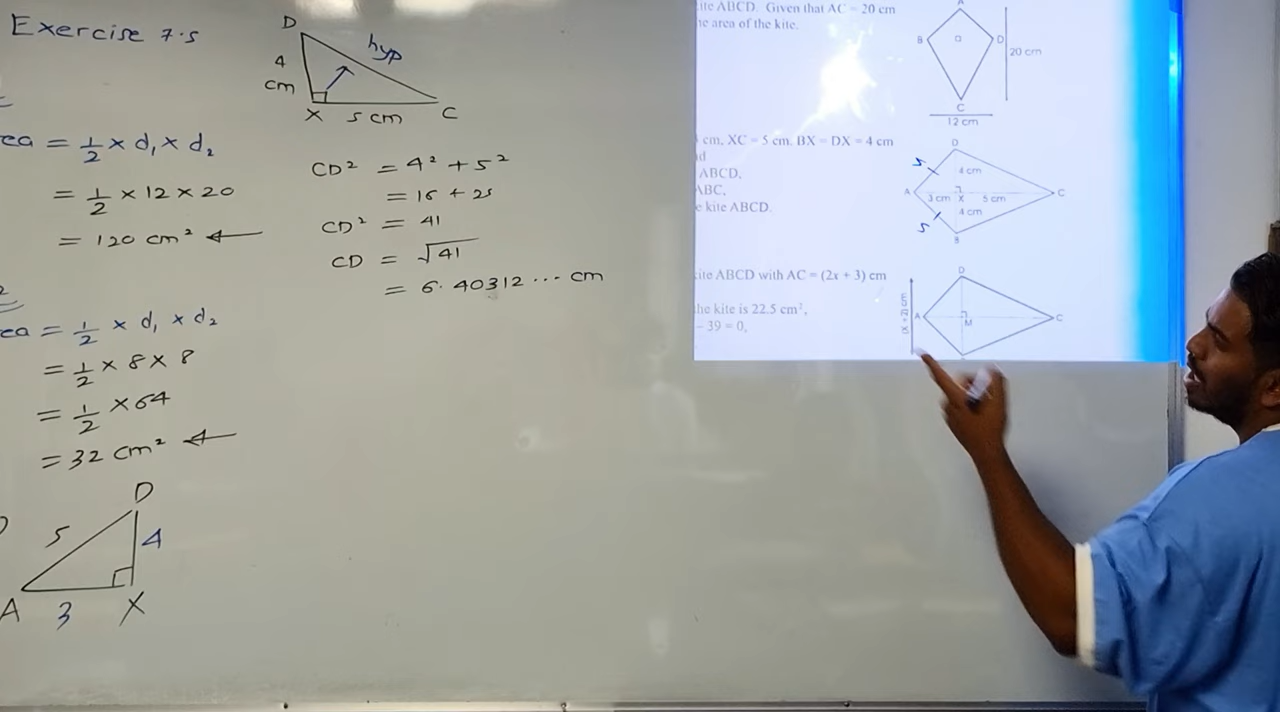 Exercise 7.5
ea = 1/2 × d₁ × d₂
= 1/2 × 12 × 20
= 120 cm² ←
ea = 1/2 × d₁ × d₂
= 1/2 × 8 × 8
= 1/2 × 64
= 32 cm² ←
D
5
4
A
3
X
D
4
cm
hyp
X
5 cm
C
CD² = 4² + 5²
= 16 + 25
CD² = 41
CD = √41
= 6.40312... cm
ite ABCD. Given that AC = 20 cm
e area of the kite.
A
B
D
C
20 cm
12 cm
cm, XC = 5 cm. BX = DX = 4 cm
d
ABCD,
ABC,
e kite ABCD.
D
5
4 cm
A
3 cm
X
5 cm
C
4 cm
5
B
ite ABCD with AC = (2x + 3) cm
he kite is 22.5 cm²,
– 39 = 0,
D
A
M
C